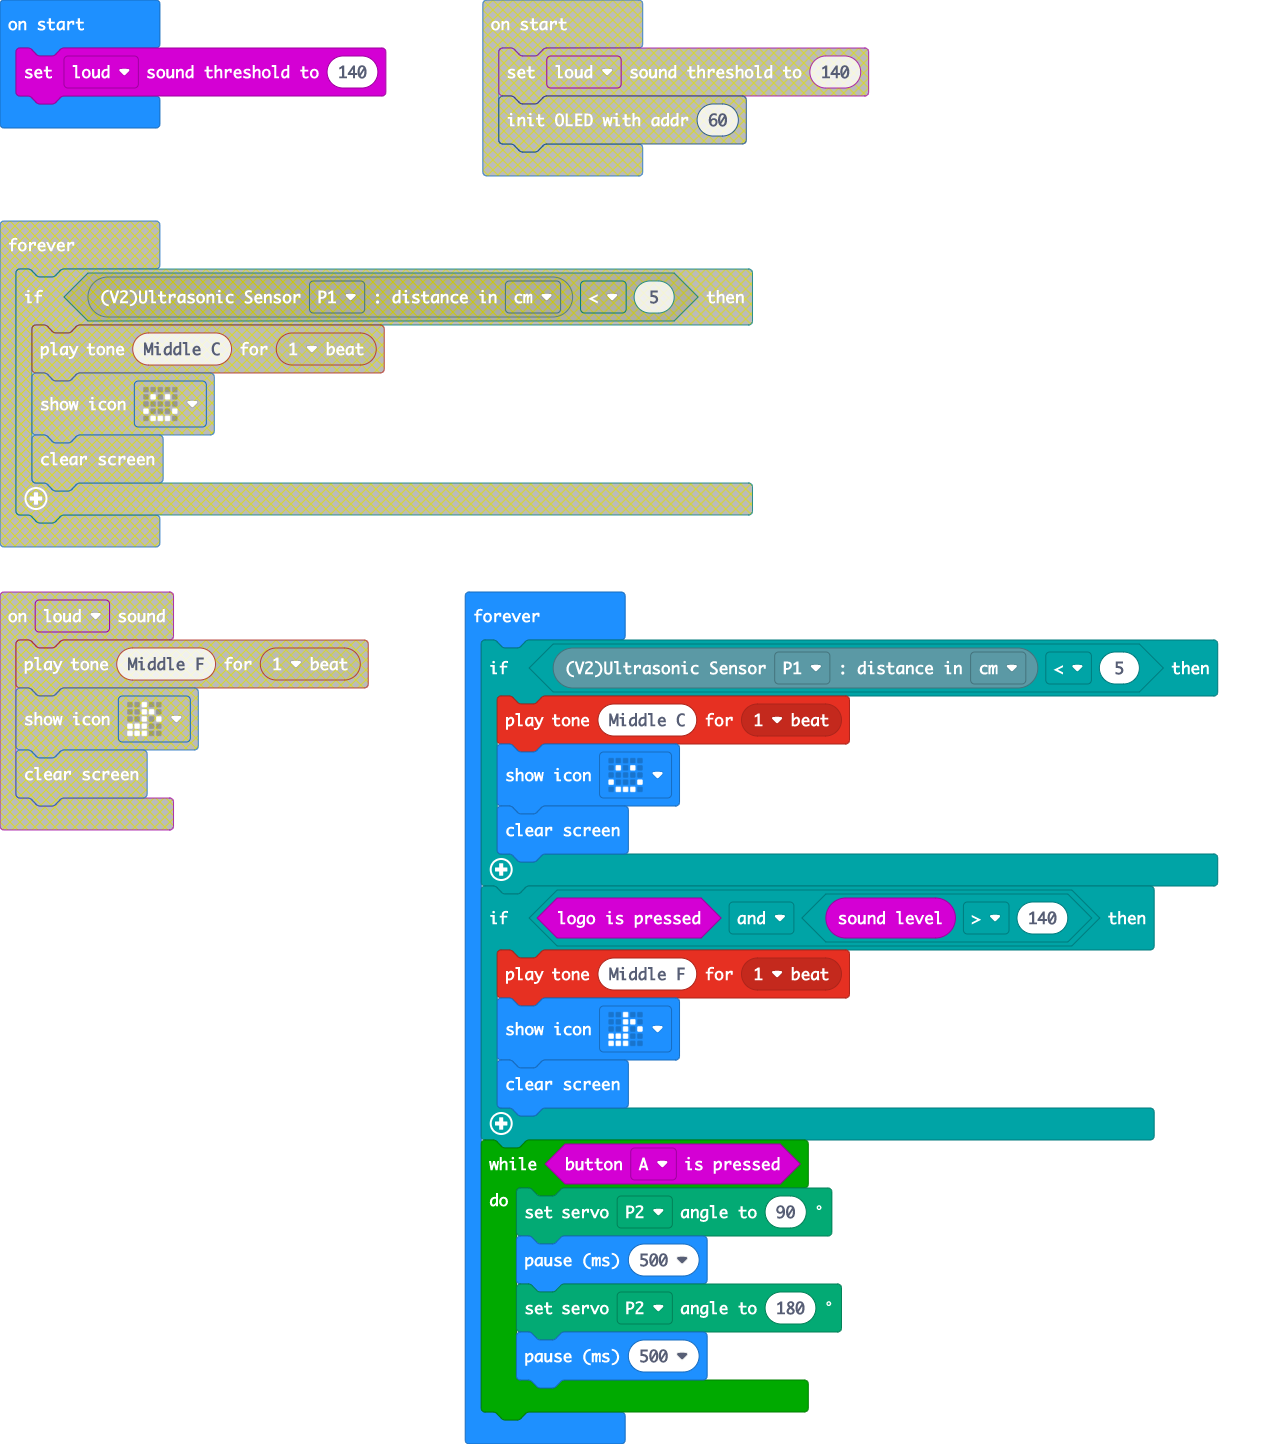 on start
set loud sound threshold to 140
on start
set loud sound threshold to 140
init OLED with addr 60
forever
if (V2)Ultrasonic Sensor P1 : distance in cm < 5 then
play tone Middle C for 1 beat
show icon
clear screen
on loud sound
play tone Middle F for 1 beat
show icon
clear screen
forever
if (V2)Ultrasonic Sensor P1 : distance in cm < 5 then
play tone Middle C for 1 beat
show icon
clear screen
if logo is pressed and sound level > 140 then
play tone Middle F for 1 beat
show icon
clear screen
while button A is pressed
do
set servo P2 angle to 90 °
pause (ms) 500
set servo P2 angle to 180 °
pause (ms) 500